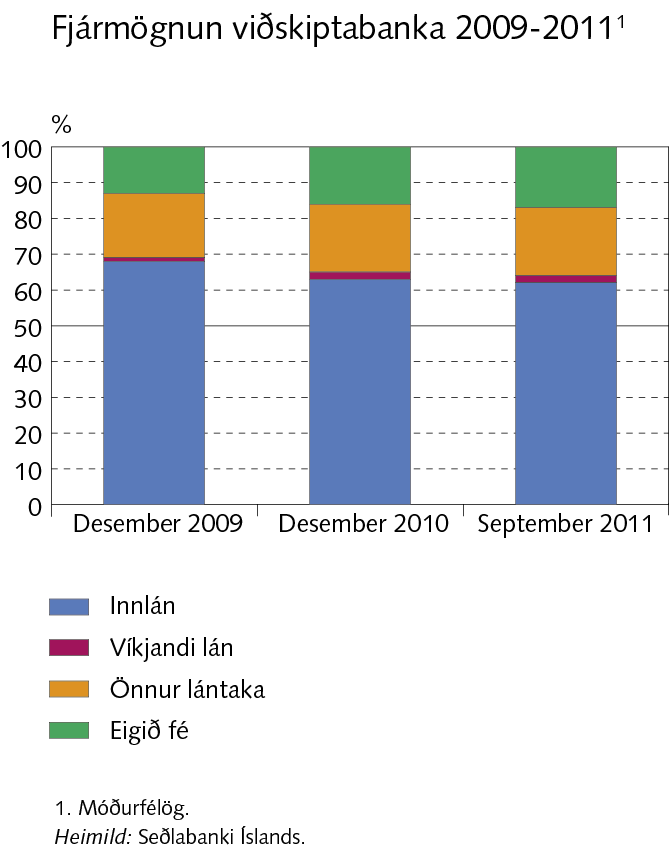 Fjármögnun viðskiptabanka 2009-2011¹
%
100
90
80
70
60
50
40
30
20
10
0
Desember 2009 Desember 2010 September 2011
Innlán
Víkjandi lán
Önnur lántaka
Eigið fé
1. Móðurfélög.
Heimild: Seðlabanki Íslands.